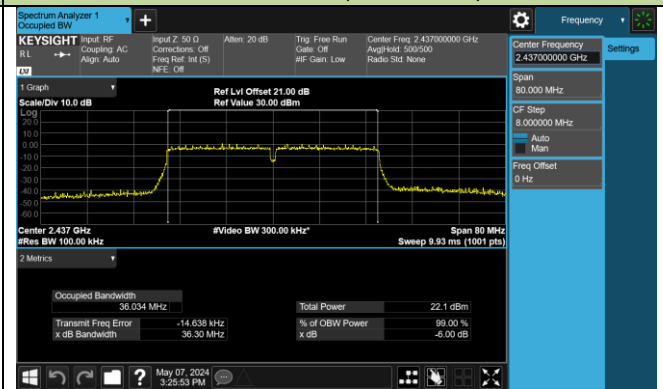 Spectrum Analyzer 1
Occupied BW
Frequency
KEYSIGHT
RL
LXI
Input: RF
Coupling: AC
Align: Auto
Input Z: 50 Ω
Corrections: Off
Freq Ref: Int (S)
NFE: Off
Atten: 20 dB
Trig: Free Run
Gate: Off
#IF Gain: Low
Center Freq: 2.437000000 GHz
Avg|Hold: 500/500
Radio Std: None
Center Frequency
2.437000000 GHz
Settings
Span
80.000 MHz
CF Step
8.000000 MHz
Auto
Man
Freq Offset
0 Hz
1 Graph
Scale/Div 10.0 dB
Ref Lvl Offset 21.00 dB
Ref Value 30.00 dBm
Log
20.0
10.0
0.00
-10.0
-20.0
-30.0
-40.0
-50.0
-60.0
Center 2.437 GHz
#Video BW 300.00 kHz*
Span 80 MHz
#Res BW 100.00 kHz
Sweep 9.93 ms (1001 pts)
2 Metrics
Occupied Bandwidth
36.034 MHz
Total Power 22.1 dBm
Transmit Freq Error -14.638 kHz
% of OBW Power 99.00 %
x dB Bandwidth 36.30 MHz
x dB -6.00 dB
?
May 07, 2024
3:25:53 PM